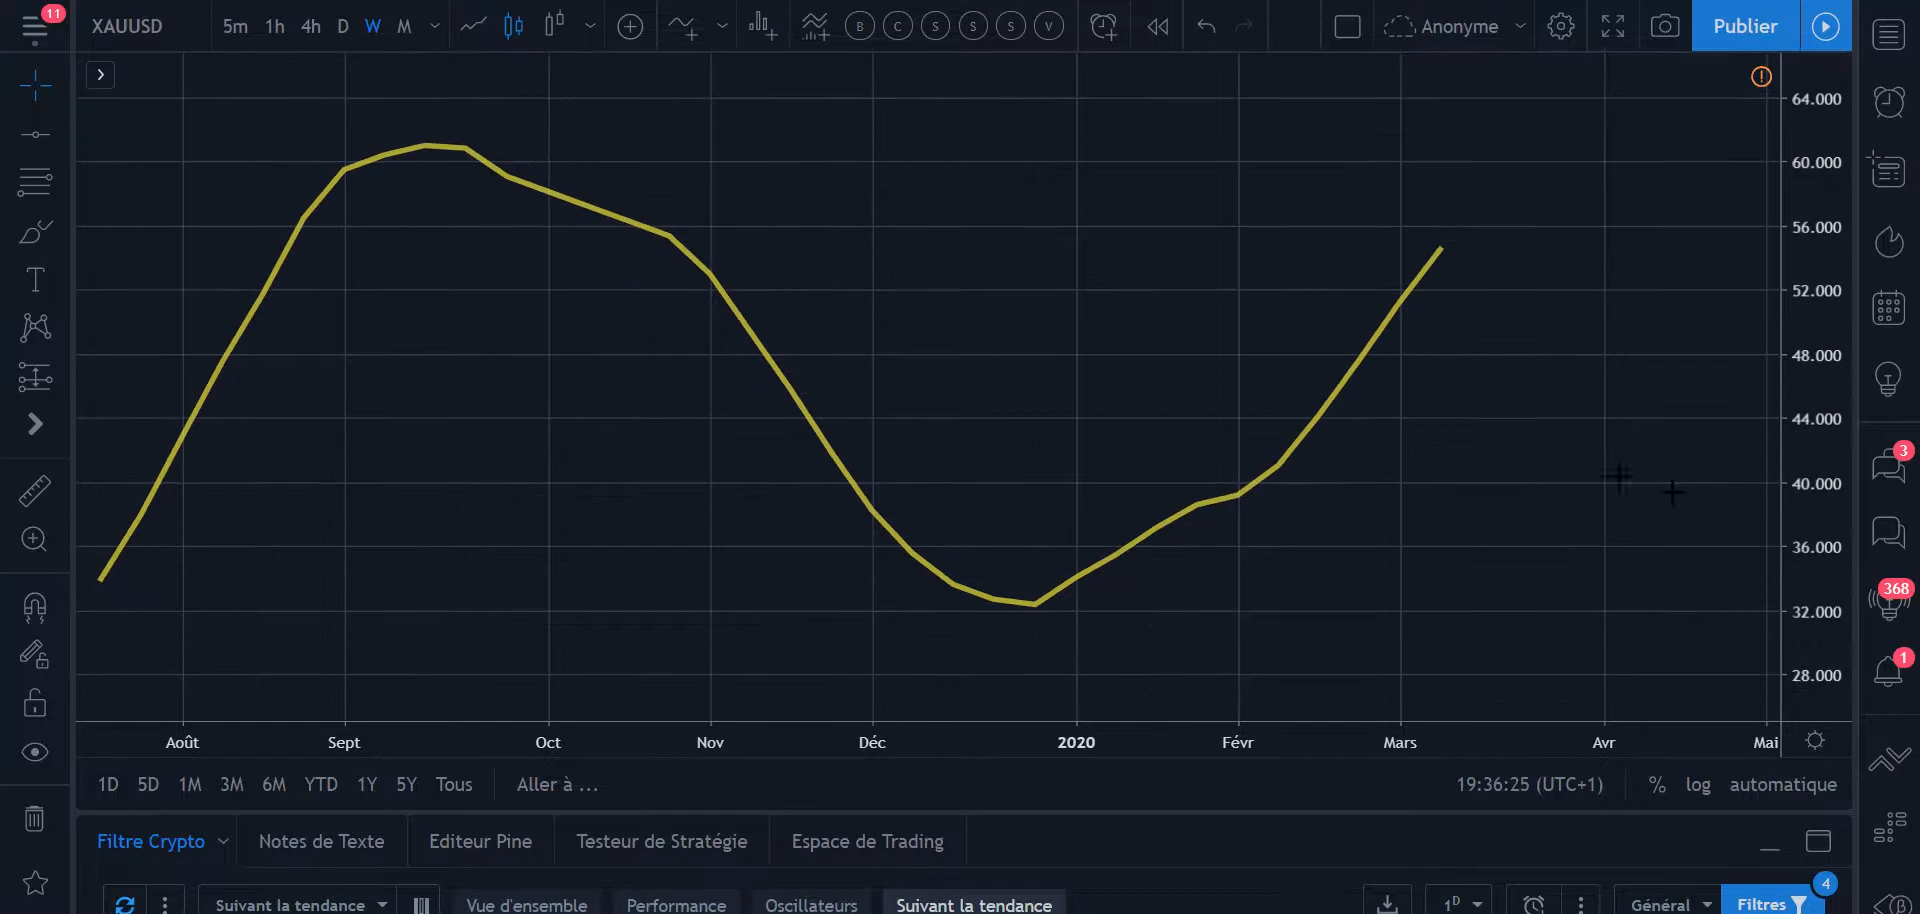 11
XAUUSD 5m 1h 4h D W M B C S S S V Anonyme Publier
64.000
60.000
56.000
52.000
48.000
44.000
40.000
36.000
32.000
28.000
3
368
1
Août Sept Oct Nov Déc 2020 Févr Mars Avr Mai
1D 5D 1M 3M 6M YTD 1Y 5Y Tous Aller à ... 19:36:25 (UTC+1) % log automatique
Filtre Crypto Notes de Texte Editeur Pine Testeur de Stratégie Espace de Trading
4
Suivant la tendance Vue d'ensemble Performance Oscillateurs Suivant la tendance 1D Général Filtres
β